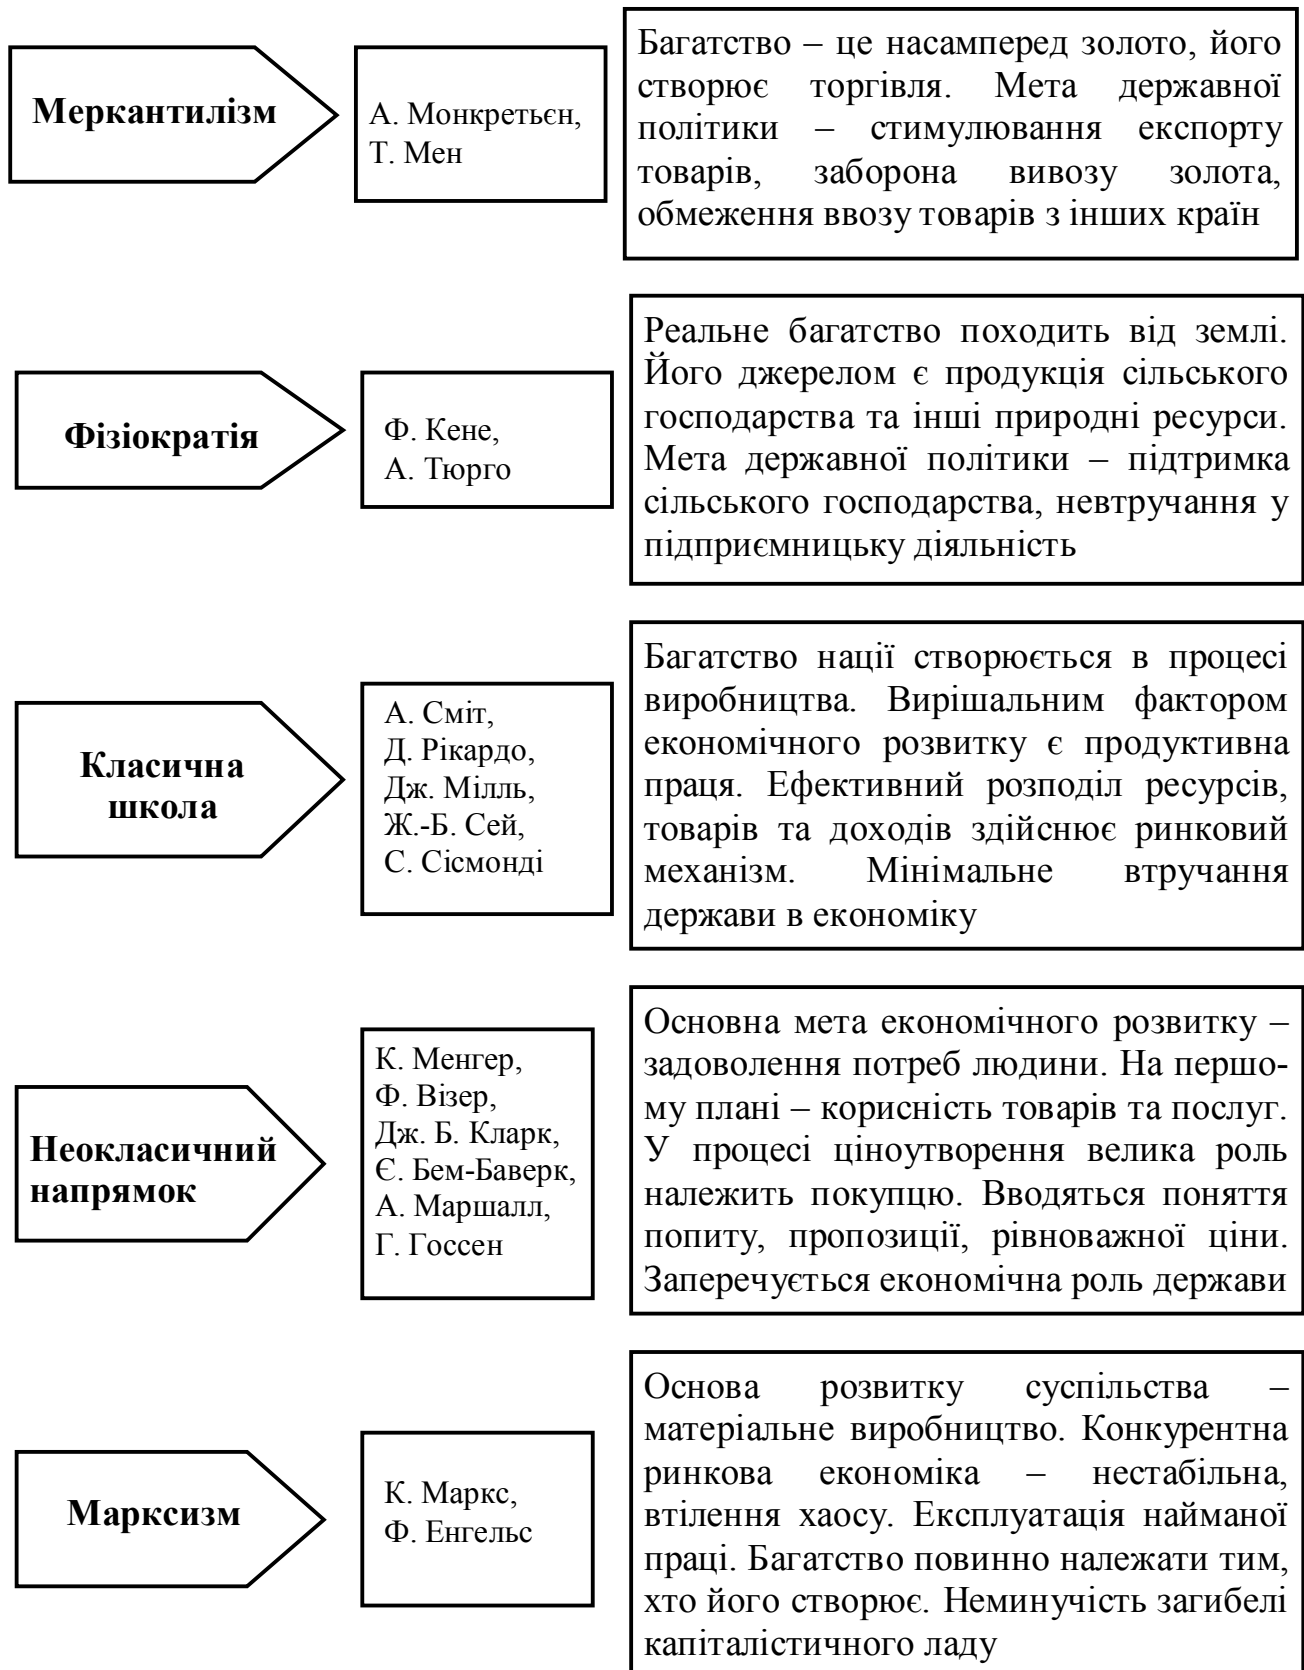 Меркантилізм
А. Монкретьєн,
Т. Мен
Багатство – це насамперед золото, його
створює торгівля. Мета державної
політики – стимулювання експорту
товарів, заборона вивозу золота,
обмеження ввозу товарів з інших країн
Фізіократія
Ф. Кене,
А. Тюрго
Реальне багатство походить від землі.
Його джерелом є продукція сільського
господарства та інші природні ресурси.
Мета державної політики – підтримка
сільського господарства, невтручання у
підприємницьку діяльність
Класична
школа
А. Сміт,
Д. Рікардо,
Дж. Мілль,
Ж.-Б. Сей,
С. Сісмонді
Багатство нації створюється в процесі
виробництва. Вирішальним фактором
економічного розвитку є продуктивна
праця. Ефективний розподіл ресурсів,
товарів та доходів здійснює ринковий
механізм. Мінімальне втручання
держави в економіку
Неокласичний
напрямок
К. Менгер,
Ф. Візер,
Дж. Б. Кларк,
Є. Бем-Баверк,
А. Маршалл,
Г. Госсен
Основна мета економічного розвитку –
задоволення потреб людини. На першо-
му плані – корисність товарів та послуг.
У процесі ціноутворення велика роль
належить покупцю. Вводяться поняття
попиту, пропозиції, рівноважної ціни.
Заперечується економічна роль держави
Марксизм
К. Маркс,
Ф. Енгельс
Основа розвитку суспільства –
матеріальне виробництво. Конкурентна
ринкова економіка – нестабільна,
втілення хаосу. Експлуатація найманої
праці. Багатство повинно належати тим,
хто його створює. Неминучість загибелі
капіталістичного ладу